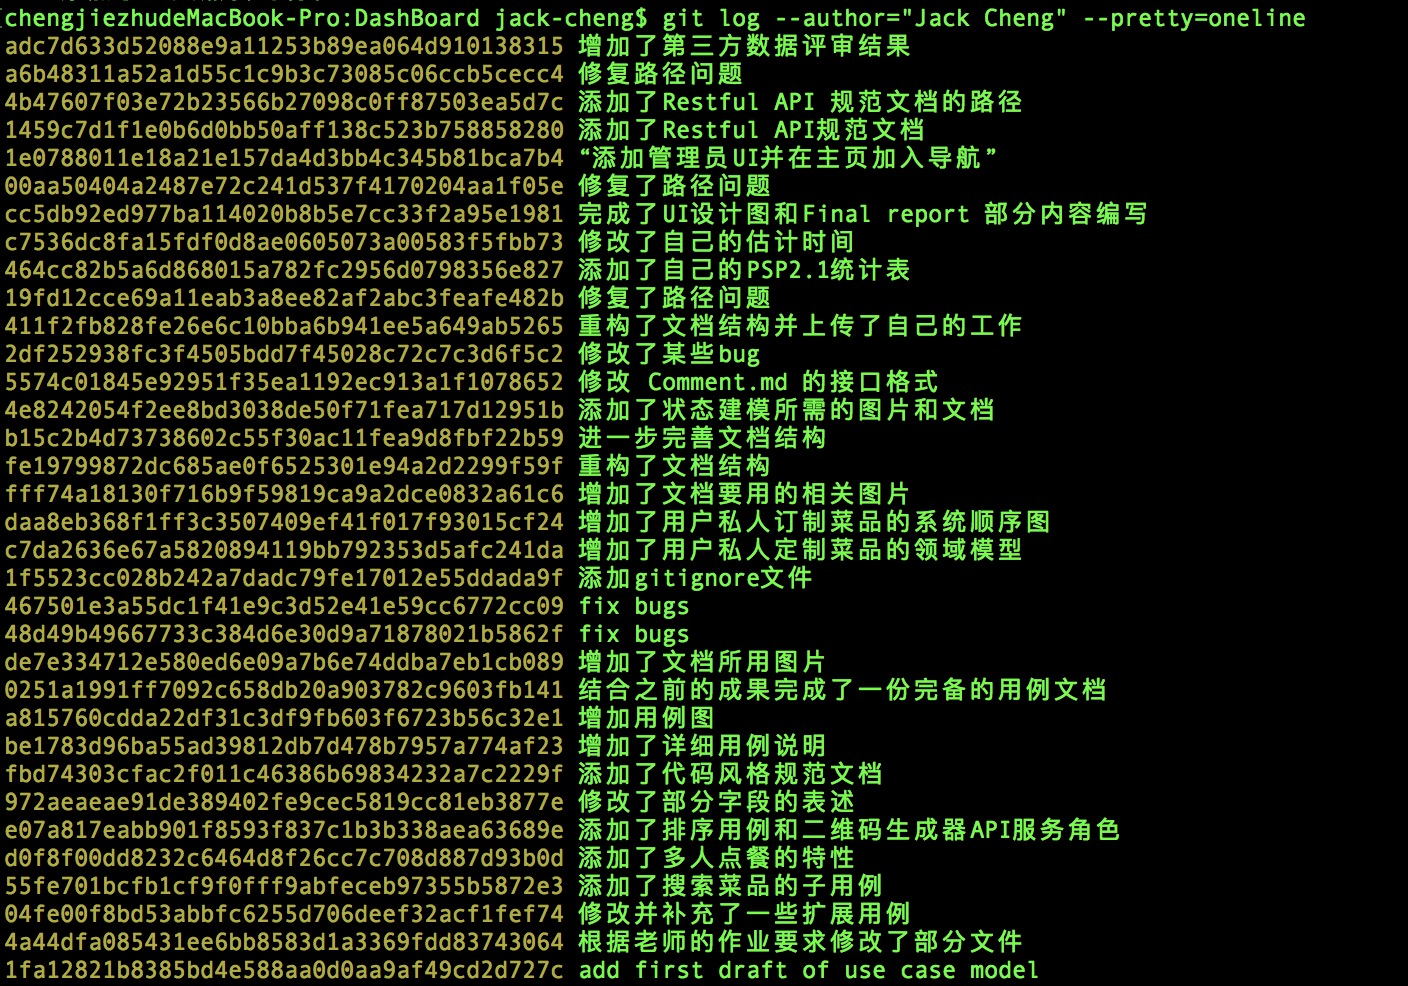 chengjiezhudeMacBook-Pro:DashBoard jack-cheng$ git log --author="Jack Cheng" --pretty=oneline
adc7d633d52088e9a11253b89ea064d910138315 增加了第三方数据评审结果
a6b48311a52a1d55c1c9b3c73085c06ccb5cecc4 修复路径问题
4b47607f03e72b23566b27098c0ff87503ea5d7c 添加了Restful API 规范文档的路径
1459c7d1f1e0b6d0bb50aff138c523b758858280 添加了Restful API规范文档
1e0788011e18a21e157da4d3bb4c345b81bca7b4 “添加管理员UI并在主页加入导航”
00aa50404a2487e72c241d537f4170204aa1f05e 修复了路径问题
cc5db92ed977ba114020b8b5e7cc33f2a95e1981 完成了UI设计图和Final report 部分内容编写
c7536dc8fa15fdf0d8ae0605073a00583f5fbb73 修改了自己的估计时间
464cc82b5a6d868015a782fc2956d0798356e827 添加了自己的PSP2.1统计表
19fd12cce69a11eab3a8ee82af2abc3feafe482b 修复了路径问题
411f2fb828fe26e6c10bba6b941ee5a649ab5265 重构了文档结构并上传了自己的工作
2df252938fc3f4505bdd7f45028c72c7c3d6f5c2 修改了某些bug
5574c01845e92951f35ea1192ec913a1f1078652 修改 Comment.md 的接口格式
4e8242054f2ee8bd3038de50f71fea717d12951b 添加了状态建模所需的图片和文档
b15c2b4d73738602c55f30ac11fea9d8fbf22b59 进一步完善文档结构
fe19799872dc685ae0f6525301e94a2d2299f59f 重构了文档结构
fff74a18130f716b9f59819ca9a2dce0832a61c6 增加了文档要用的相关图片
daa8eb368f1ff3c3507409ef41f017f93015cf24 增加了用户私人订制菜品的系统顺序图
c7da2636e67a5820894119bb792353d5afc241da 增加了用户私人定制菜品的领域模型
1f5523cc028b242a7dadc79fe17012e55ddada9f 添加gitignore文件
467501e3a55dc1f41e9c3d52e41e59cc6772cc09 fix bugs
48d49b49667733c384d6e30d9a71878021b5862f fix bugs
de7e334712e580ed6e09a7b6e74ddba7eb1cb089 增加了文档所用图片
0251a1991ff7092c658db20a903782c9603fb141 结合之前的成果完成了一份完备的用例文档
a815760cdda22df31c3df9fb603f6723b56c32e1 增加用例图
be1783d96ba55ad39812db7d478b7957a774af23 增加了详细用例说明
fbd74303cfac2f011c46386b69834232a7c2229f 添加了代码风格规范文档
972aeaeae91de389402fe9cec5819cc81eb3877e 修改了部分字段的表述
e07a817eabb901f8593f837c1b3b338aea63689e 添加了排序用例和二维码生成器API服务角色
d0f8f00dd8232c6464d8f26cc7c708d887d93b0d 添加了多人点餐的特性
55fe701bcfb1cf9f0fff9abfeceb97355b5872e3 添加了搜索菜品的子用例
04fe00f8bd53abbfc6255d706deef32acf1fef74 修改并补充了一些扩展用例
4a44dfa085431ee6bb8583d1a3369fdd83743064 根据老师的作业要求修改了部分文件
1fa12821b8385bd4e588aa0d0aa9af49cd2d727c add first draft of use case model